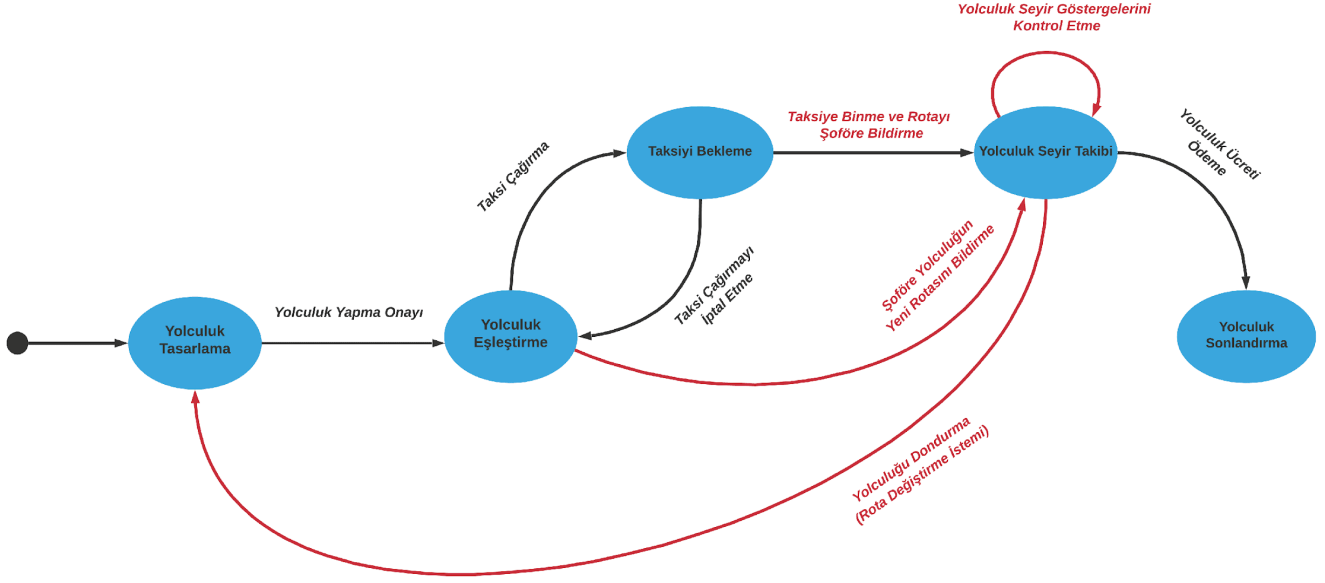 Yolculuk Seyir Göstergelerini
Kontrol Etme
Taksi Çağırma
Taksiyi Bekleme
Taksiye Binme ve Rotayı
Şoföre Bildirme
Yolculuk Seyir Takibi
Yolculuk Ücreti
Ödeme
Taksi Çağırmayı
İptal Etme
Şoföre Yolculuğun
Yeni Rotasını Bildirme
Yolculuk
Tasarlama
Yolculuk Yapma Onayı
Yolculuk
Eşleştirme
Yolculuk
Sonlandırma
Yolculuğu Dondurma
(Rota Değiştirme İstemi)